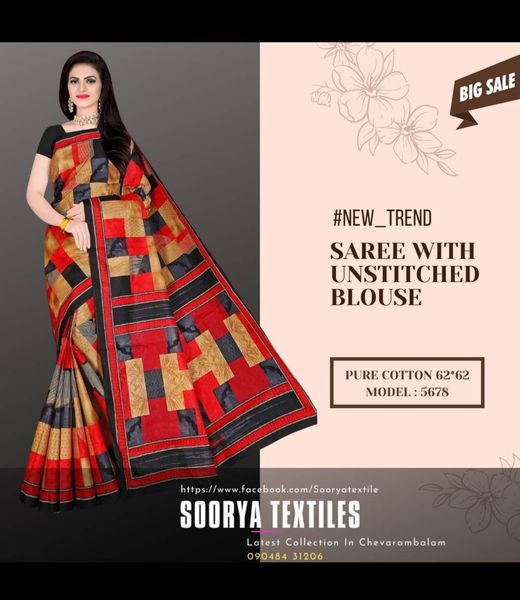 BIG SALE
#NEW_TREND
SAREE WITH
UNSTITCHED
BLOUSE
PURE COTTON 62*62
MODEL : 5678
https://www.facebook.com/Sooryatextile
SOORYA TEXTILES
Latest Collection In Chevarambalam
090484 31206